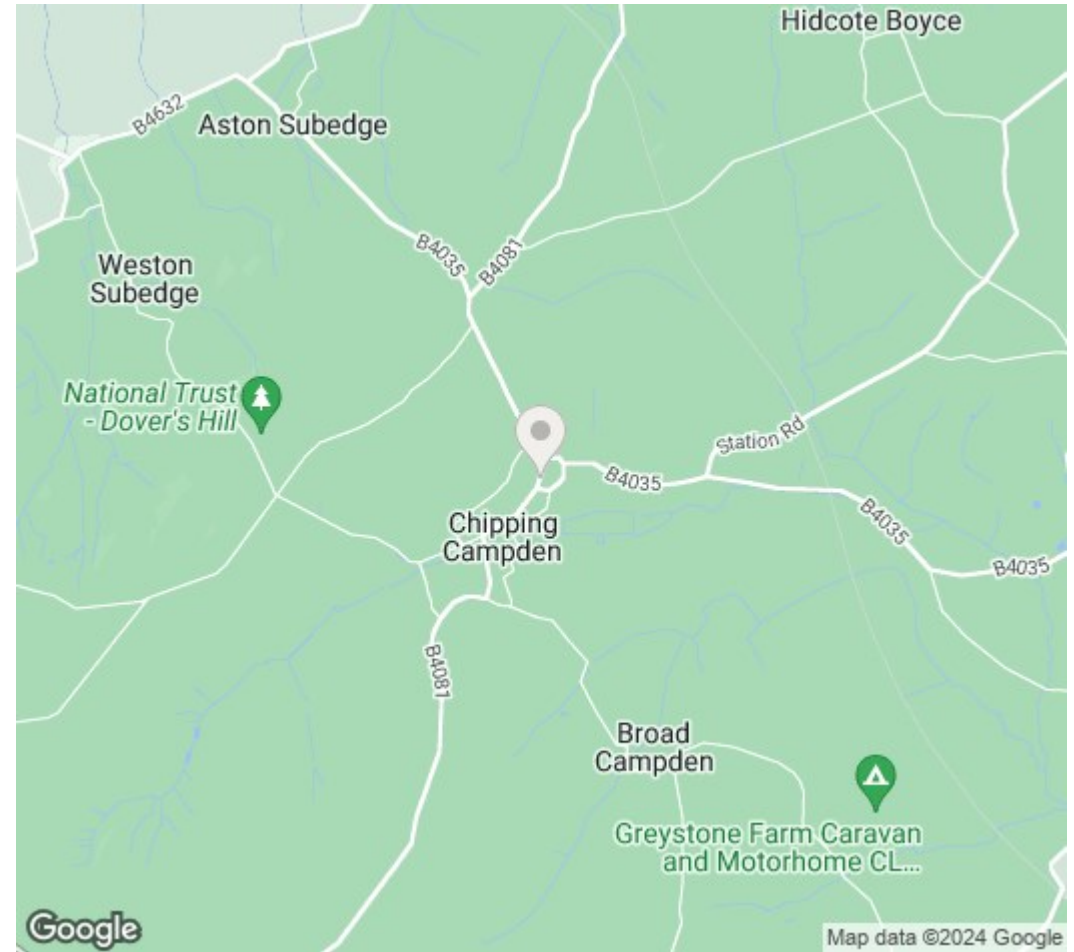 Hidcote Boyce
B4632
Aston Subedge
B4035
B4081
Weston
Subedge
National Trust
- Dover's Hill
Station Rd
B4035
B4035
Chipping
Campden
B4035
B4081
Broad
Campden
Greystone Farm Caravan
and Motorhome CL...
Google
Map data ©2024 Google